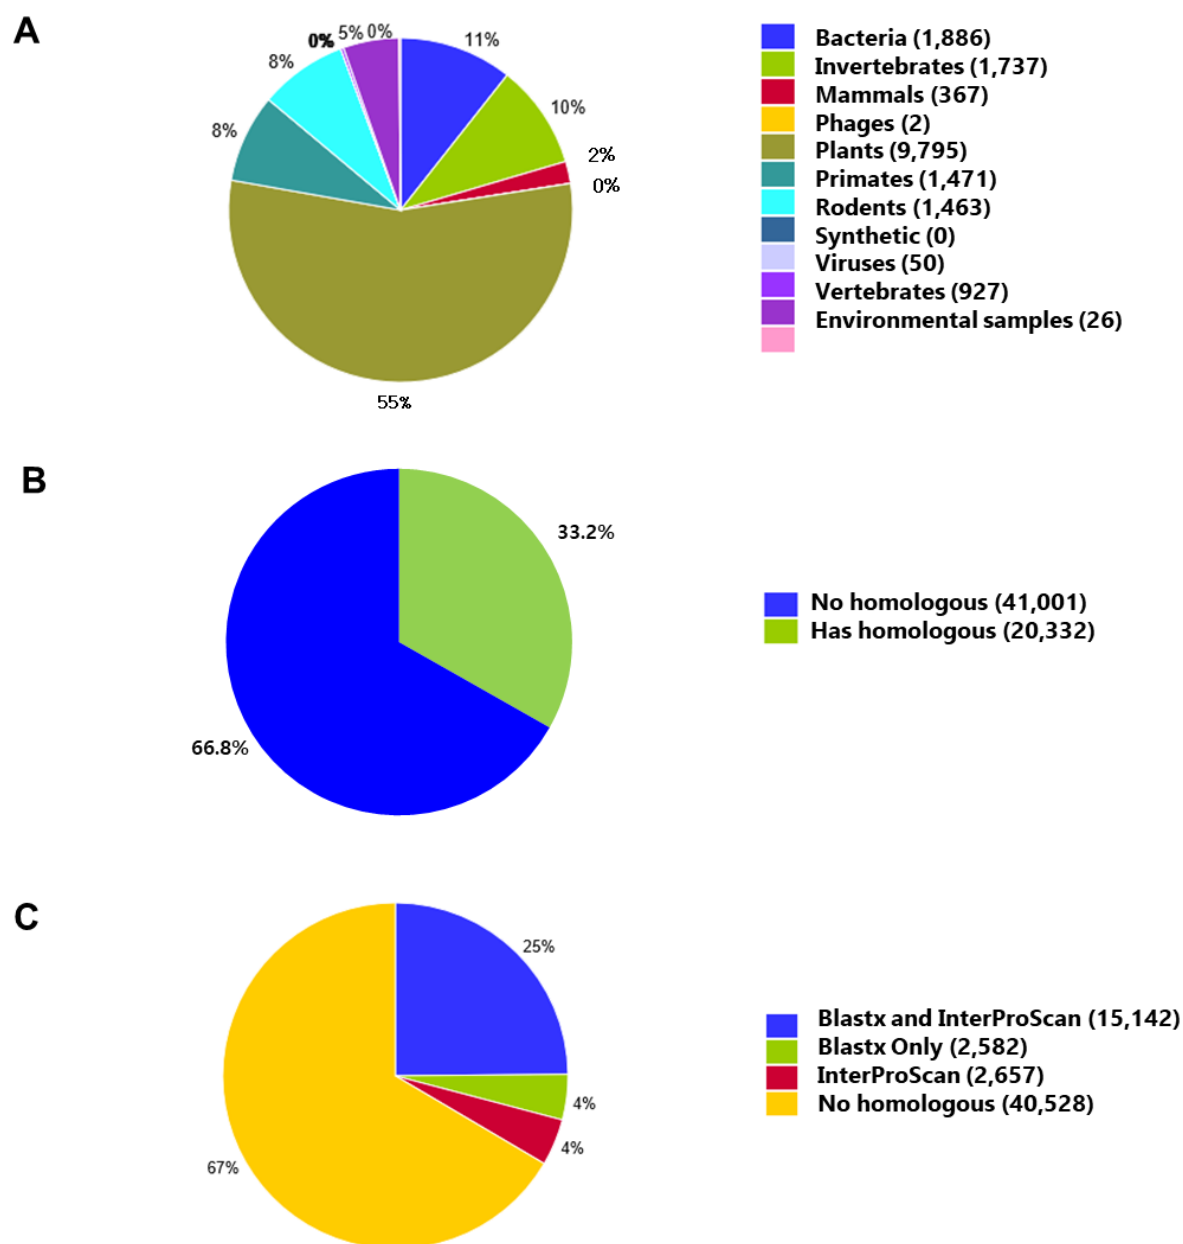 A
0%
5%
0%
11%
8%
10%
8%
2%
0%
55%
Bacteria (1,886)
Invertebrates (1,737)
Mammals (367)
Phages (2)
Plants (9,795)
Primates (1,471)
Rodents (1,463)
Synthetic (0)
Viruses (50)
Vertebrates (927)
Environmental samples (26)
B
33.2%
66.8%
No homologous (41,001)
Has homologous (20,332)
C
25%
4%
4%
67%
Blastx and InterProScan (15,142)
Blastx Only (2,582)
InterProScan (2,657)
No homologous (40,528)